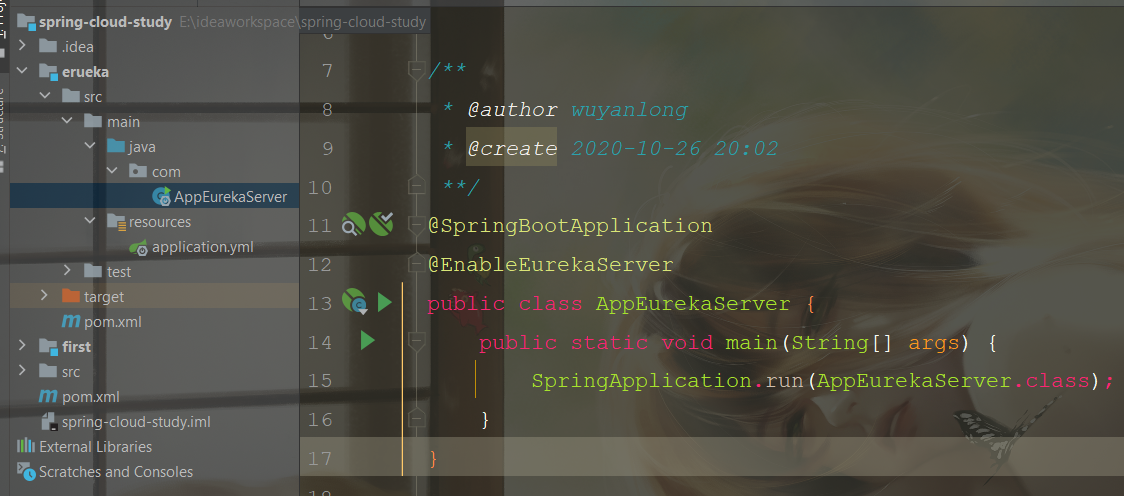 spring-cloud-study E:\ideaworkspace\spring-cloud-study
.idea
erueka
src
main
java
com
AppEurekaServer
resources
application.yml
test
target
pom.xml
first
src
pom.xml
spring-cloud-study.iml
External Libraries
Scratches and Consoles
7 /**
8 * @author wuyanlong
9 * @create 2020-10-26 20:02
10 **/
11 @SpringBootApplication
12 @EnableEurekaServer
13 public class AppEurekaServer {
14 public static void main(String[] args) {
15 SpringApplication.run(AppEurekaServer.class);
16 }
17 }